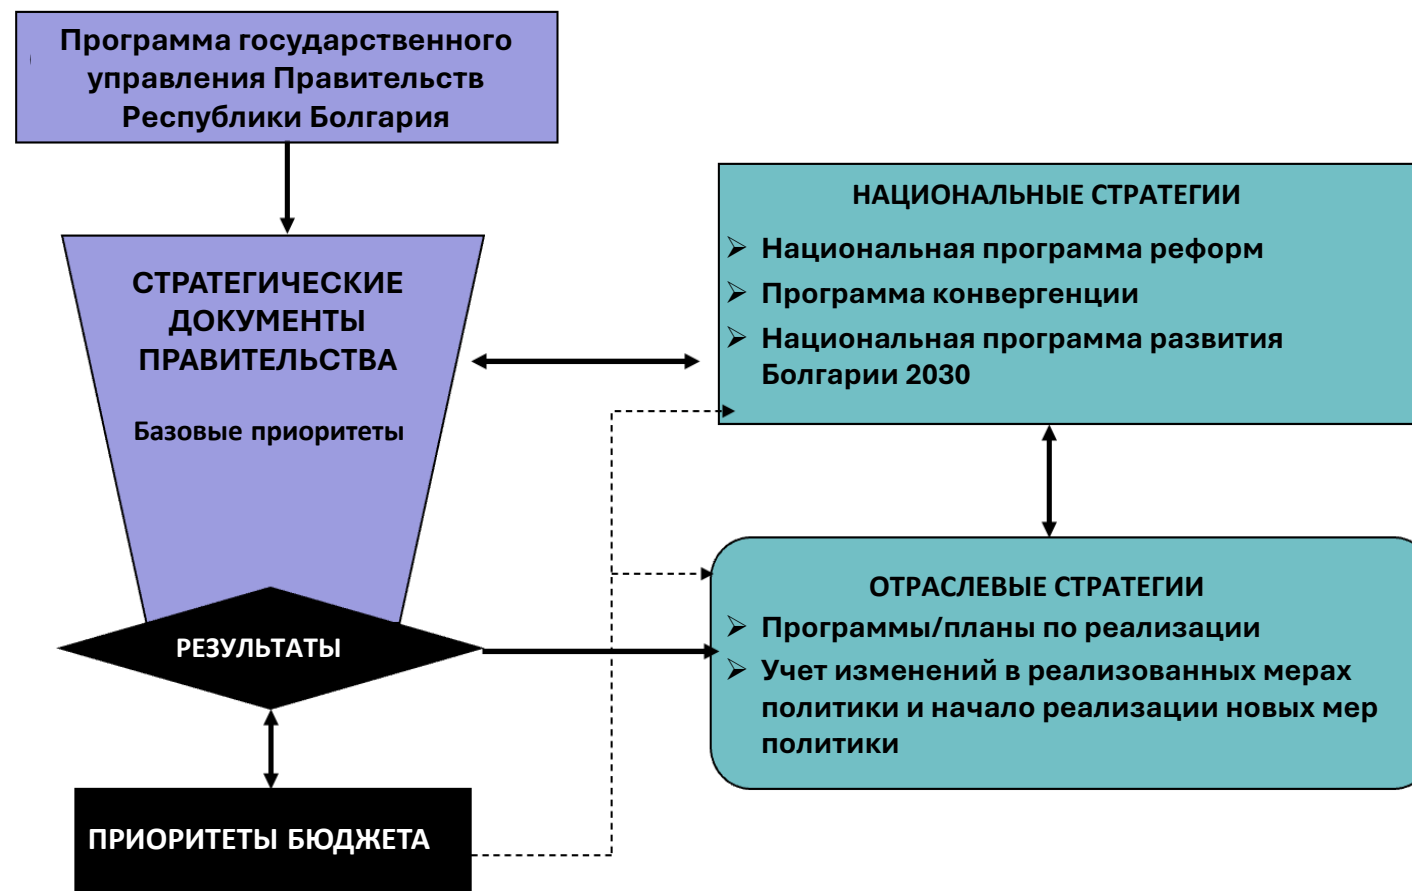 Программа государственного
управления Правительств
Республики Болгария
СТРАТЕГИЧЕСКИЕ
ДОКУМЕНТЫ
ПРАВИТЕЛЬСТВА
Базовые приоритеты
РЕЗУЛЬТАТЫ
ПРИОРИТЕТЫ БЮДЖЕТА
НАЦИОНАЛЬНЫЕ СТРАТЕГИИ
➢ Национальная программа реформ
➢ Программа конвергенции
➢ Национальная программа развития
Болгарии 2030
ОТРАСЛЕВЫЕ СТРАТЕГИИ
➢ Программы/планы по реализации
➢ Учет изменений в реализованных мерах
политики и начало реализации новых мер
политики